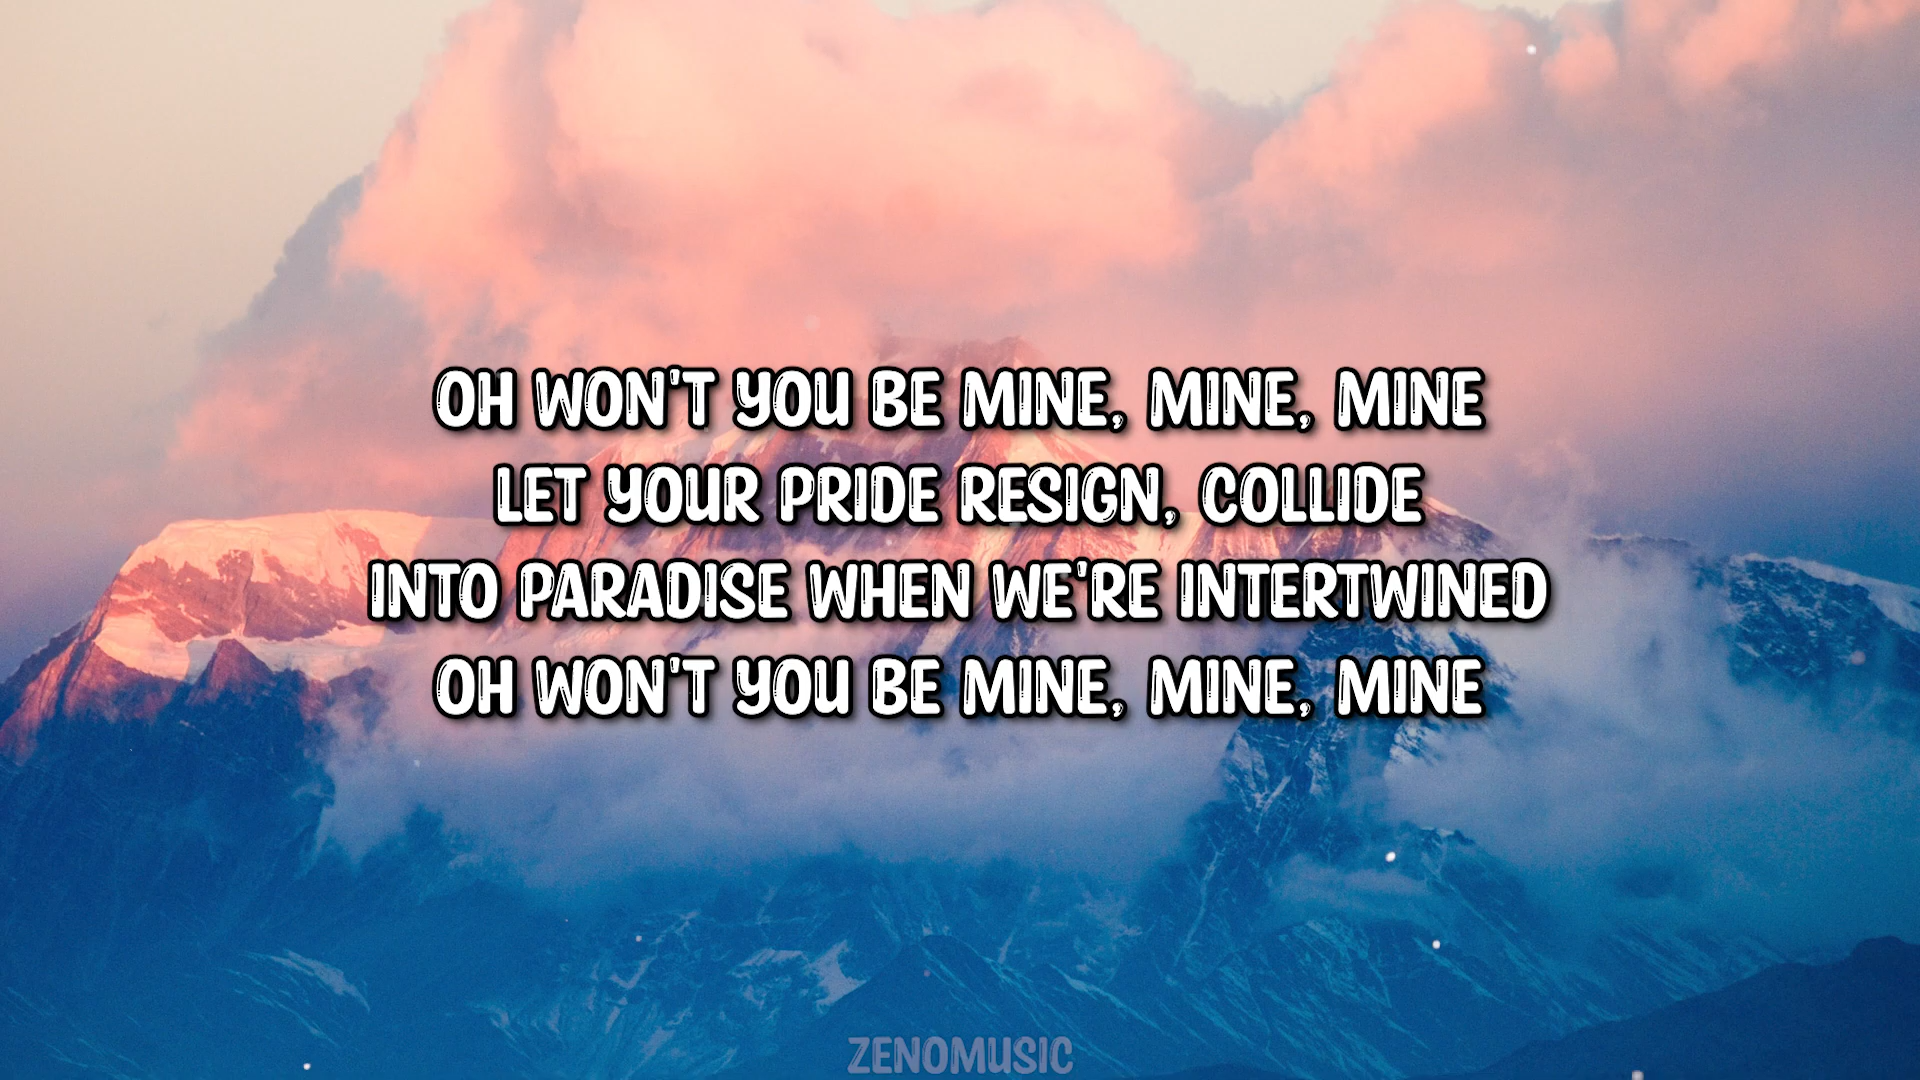 OH WON'T YOU BE MINE, MINE, MINE
LET YOUR PRIDE RESIGN, COLLIDE
INTO PARADISE WHEN WE'RE INTERTWINED
OH WON'T YOU BE MINE, MINE, MINE
ZENOMUSIC